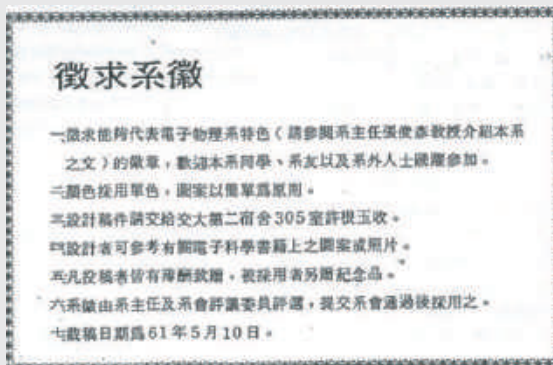 徵求系徽
一、徵求能夠代表電子物理系特色(請參閱系主任張俊彥教授介紹本系
之文)的徽章,歡迎本系同學、系友以及系外人士踴躍參加。
二、顏色採用單色,圖案以簡單為原用。
三、設計稿件請交給交大第二宿舍305室許根玉收。
四、設計者可參考有關電子科學書籍上之圖案或照片。
五、凡投稿者皆有薄酬致贈,被採用者另贈紀念品。
六、系徽由系主任及系會評議委員評選,提交系會通過後採用之。
七、截稿日期爲61年5月10日。